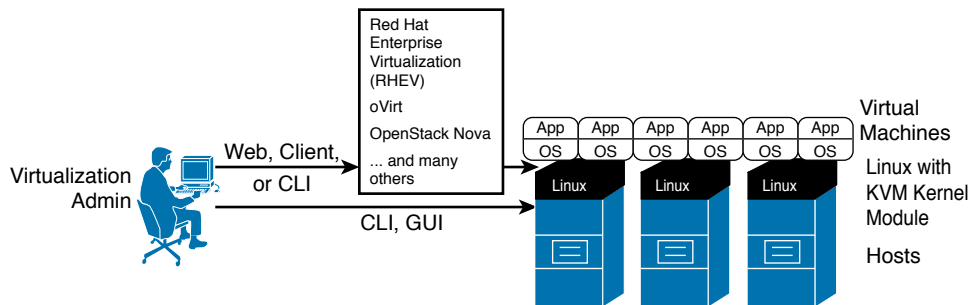 Red Hat
Enterprise
Virtualization
(RHEV)
oVirt
OpenStack Nova
... and many
others
Virtualization
Admin
Web, Client,
or CLI
CLI, GUI
App App App App App App
OS OS OS OS OS OS
Linux Linux Linux
Virtual
Machines
Linux with
KVM Kernel
Module
Hosts